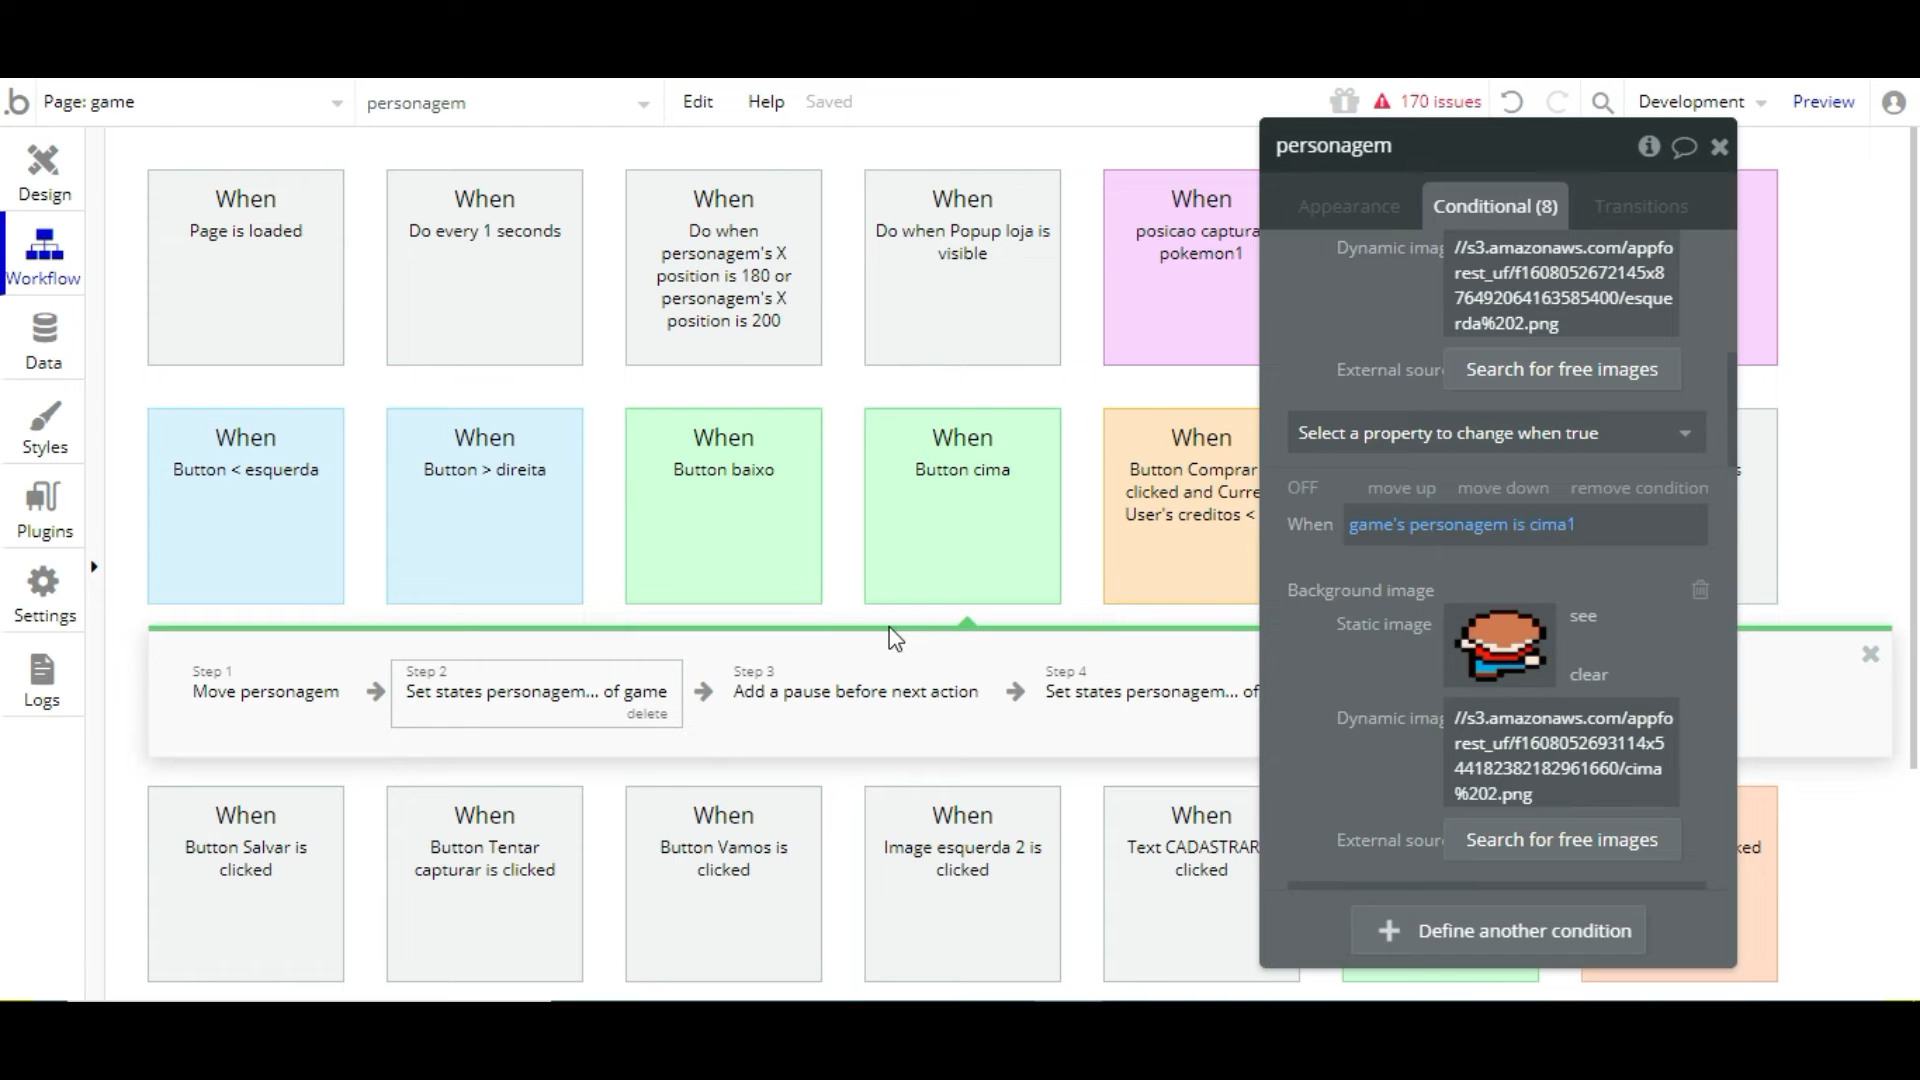 .b
Page: game
personagem
Edit
Help
Saved
170 issues
Development
Preview
Design
Workflow
Data
Styles
Plugins
Settings
Logs
When
Page is loaded
When
Do every 1 seconds
When
Do when
personagem's X
position is 180 or
personagem's X
position is 200
When
Do when Popup loja is
visible
When
posicao captura
pokemon1
When
Button < esquerda
When
Button > direita
When
Button baixo
When
Button cima
When
Button Comprar
clicked and Curre
User's creditos <
s
Step 1
Move personagem
Step 2
Set states personagem... of game
delete
Step 3
Add a pause before next action
Step 4
Set states personagem... of
When
Button Salvar is
clicked
When
Button Tentar
capturar is clicked
When
Button Vamos is
clicked
When
Image esquerda 2 is
clicked
When
Text CADASTRAR
clicked
ked
personagem
Appearance
Conditional (8)
Transitions
Dynamic imag
//s3.amazonaws.com/appfo
rest_uf/f1608052672145x8
76492064163585400/esque
rda%202.png
External sour
Search for free images
Select a property to change when true
OFF
move up
move down
remove condition
When
game's personagem is cima1
Background image
Static image
see
clear
Dynamic imag
//s3.amazonaws.com/appfo
rest_uf/f1608052693114x5
44182382182961660/cima
%202.png
External sour
Search for free images
Define another condition